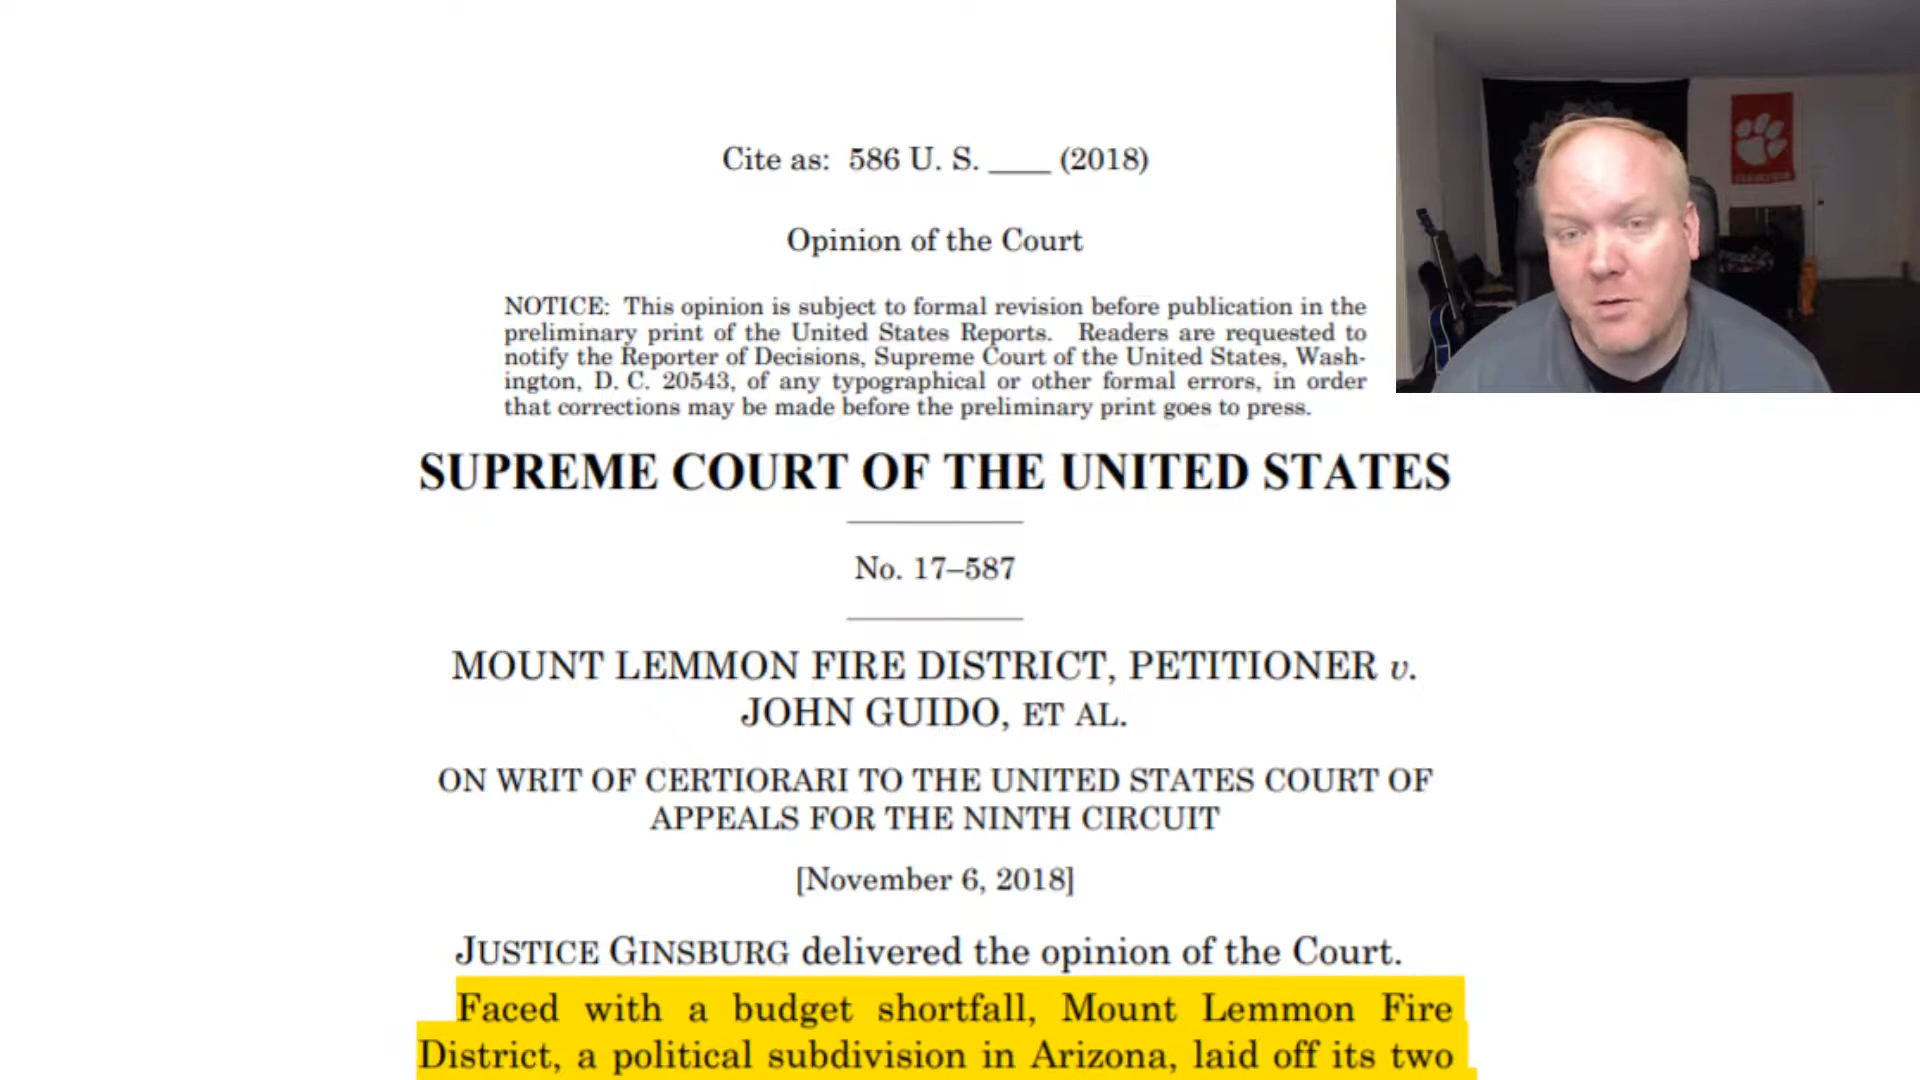 Cite as: 586 U. S. ____ (2018)
Opinion of the Court
NOTICE: This opinion is subject to formal revision before publication in the
preliminary print of the United States Reports. Readers are requested to
notify the Reporter of Decisions, Supreme Court of the United States, Wash-
ington, D. C. 20543, of any typographical or other formal errors, in order
that corrections may be made before the preliminary print goes to press.
SUPREME COURT OF THE UNITED STATES
No. 17–587
MOUNT LEMMON FIRE DISTRICT, PETITIONER v.
JOHN GUIDO, ET AL.
ON WRIT OF CERTIORARI TO THE UNITED STATES COURT OF
APPEALS FOR THE NINTH CIRCUIT
[November 6, 2018]
JUSTICE GINSBURG delivered the opinion of the Court.
Faced with a budget shortfall, Mount Lemmon Fire
District, a political subdivision in Arizona, laid off its two